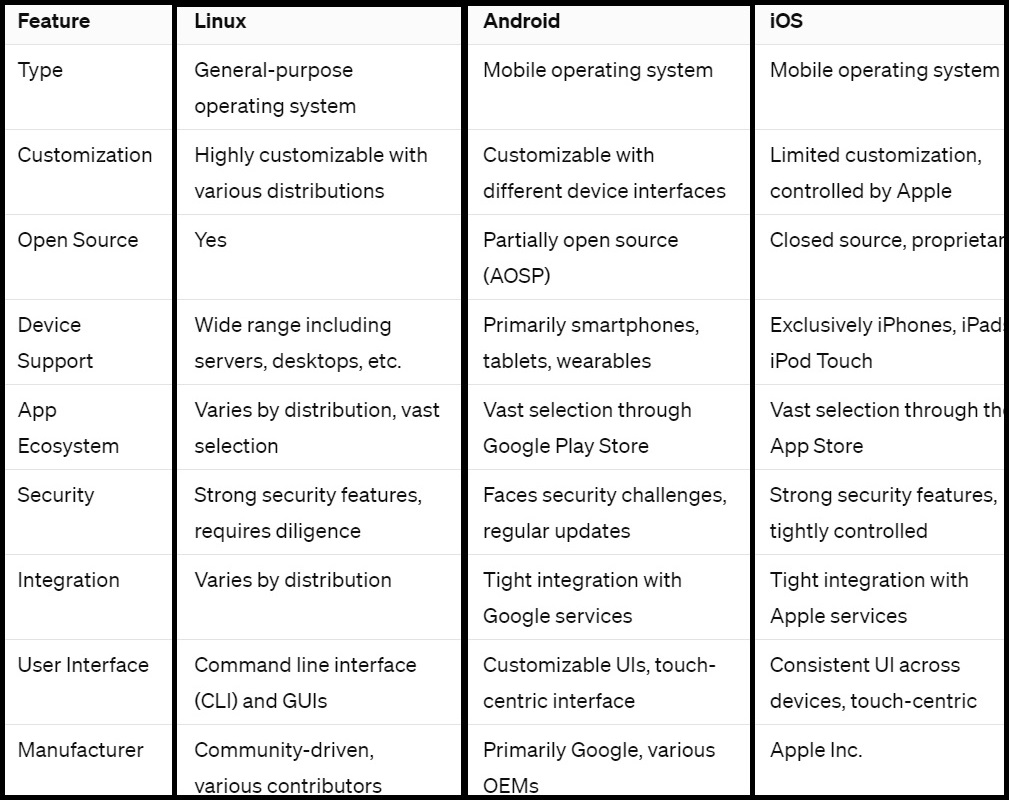 Feature Linux Android iOS
Type General-purpose Mobile operating system Mobile operating system
operating system
Customization Highly customizable with Customizable with Limited customization,
various distributions different device interfaces controlled by Apple
Open Source Yes Partially open source Closed source,
(AOSP)
Device Wide range including Primarily smartphones, Exclusively iPhones,
Support servers, desktops, etc. tablets, wearables iPod Touch
App Varies by distribution, vast Vast selection through Vast selection through
Ecosystem selection Google Play Store App Store
Security Strong security features, Faces security challenges, Strong security features,
requires diligence regular updates tightly controlled
Integration Varies by distribution Tight integration with Tight integration with
Google services Apple services
User Interface Command line interface Customizable UIs, touch- Consistent UI across
(CLI) and GUIs centric interface devices, touch-centric
Manufacturer Community-driven, Primarily Google, various Apple Inc.
various contributors OEMs